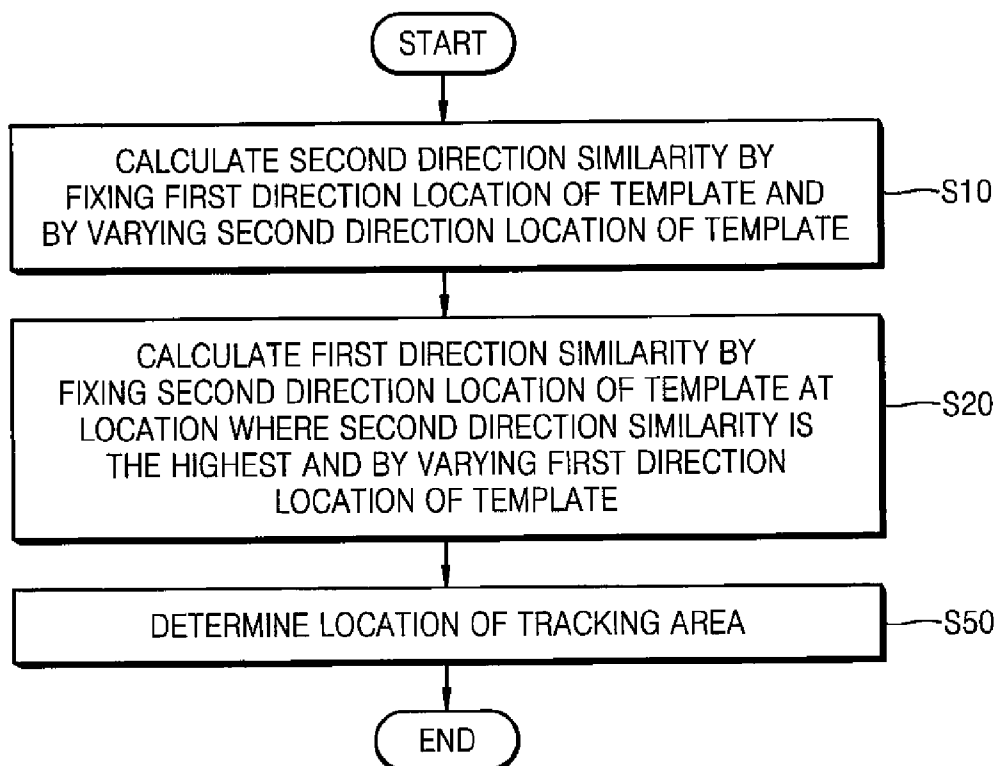 START
CALCULATE SECOND DIRECTION SIMILARITY BY
FIXING FIRST DIRECTION LOCATION OF TEMPLATE AND
BY VARYING SECOND DIRECTION LOCATION OF TEMPLATE
S10
CALCULATE FIRST DIRECTION SIMILARITY BY
FIXING SECOND DIRECTION LOCATION OF TEMPLATE AT
LOCATION WHERE SECOND DIRECTION SIMILARITY IS
THE HIGHEST AND BY VARYING FIRST DIRECTION
LOCATION OF TEMPLATE
S20
DETERMINE LOCATION OF TRACKING AREA
S50
END